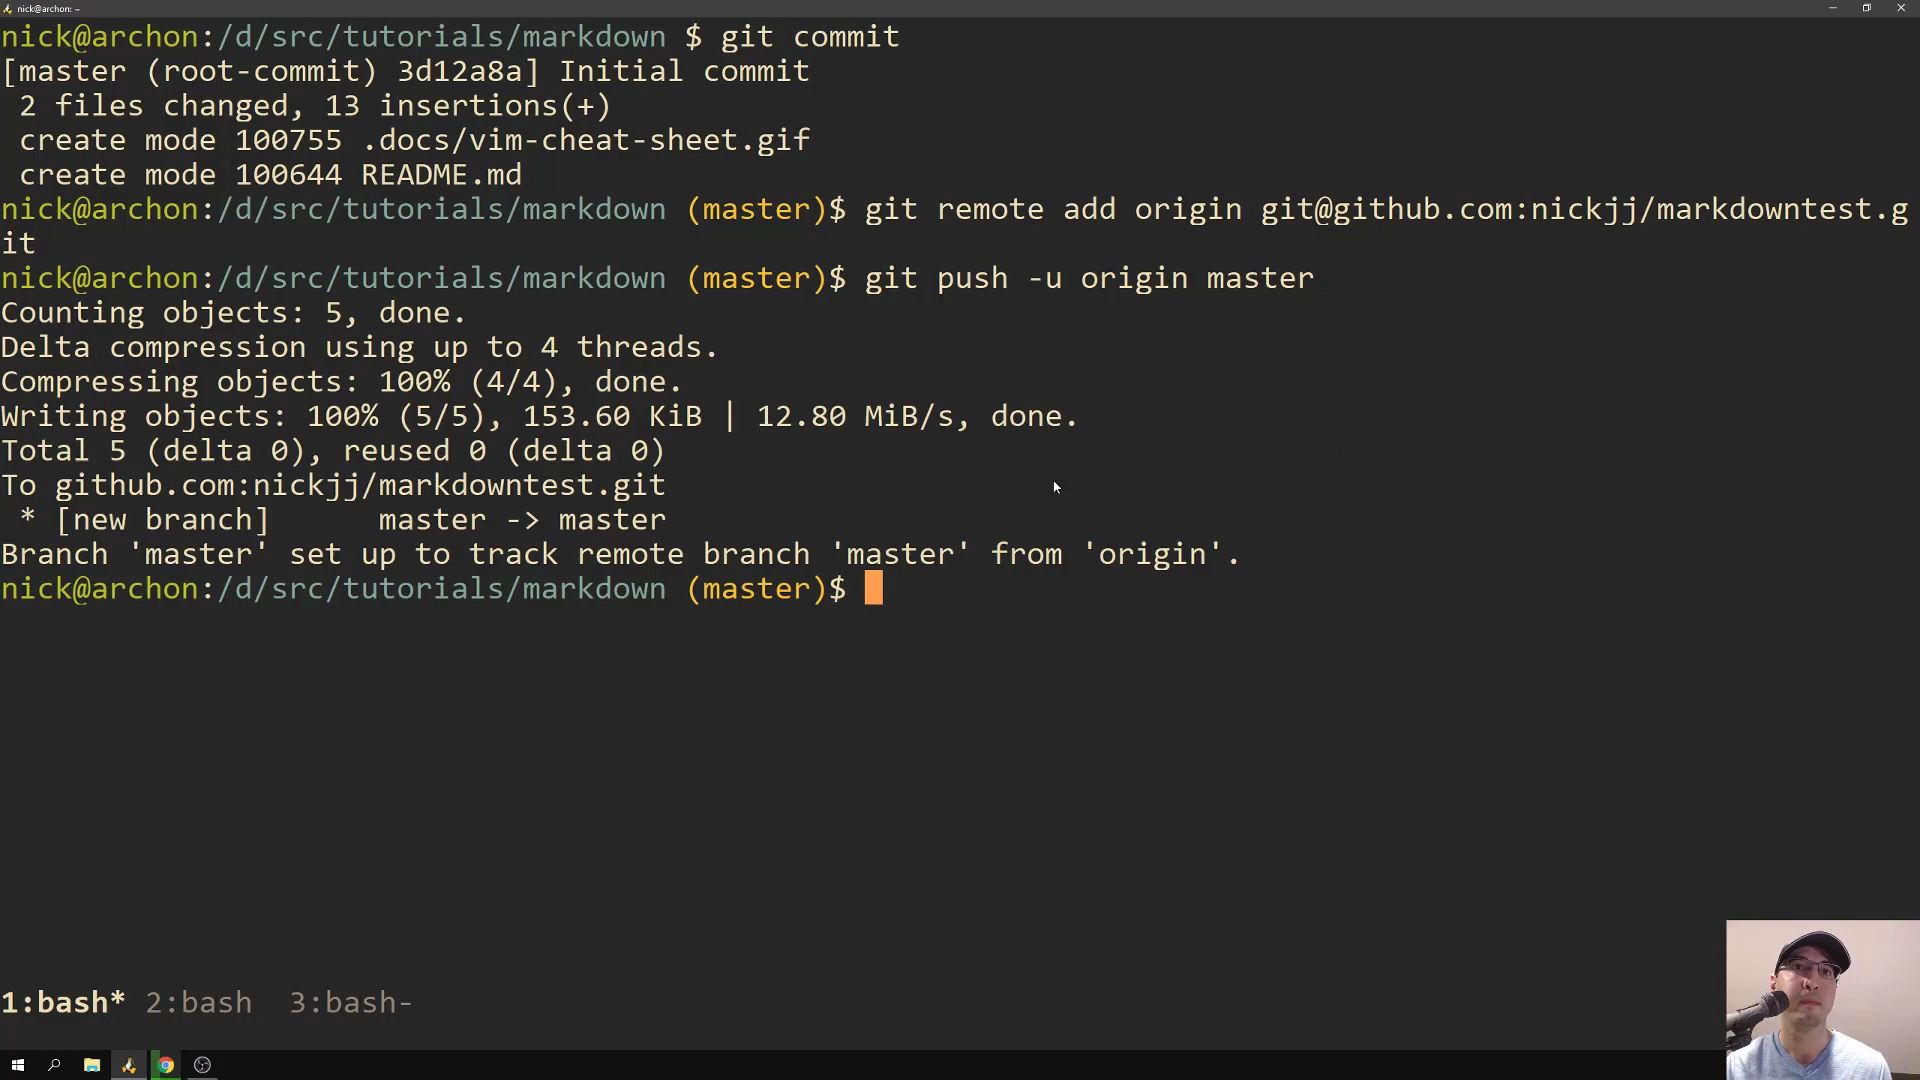 nick@archon: ~
nick@archon:/d/src/tutorials/markdown $ git commit
[master (root-commit) 3d12a8a] Initial commit
 2 files changed, 13 insertions(+)
 create mode 100755 .docs/vim-cheat-sheet.gif
 create mode 100644 README.md
nick@archon:/d/src/tutorials/markdown (master)$ git remote add origin git@github.com:nickjj/markdowntest.g
it
nick@archon:/d/src/tutorials/markdown (master)$ git push -u origin master
Counting objects: 5, done.
Delta compression using up to 4 threads.
Compressing objects: 100% (4/4), done.
Writing objects: 100% (5/5), 153.60 KiB | 12.80 MiB/s, done.
Total 5 (delta 0), reused 0 (delta 0)
To github.com:nickjj/markdowntest.git
 * [new branch]      master -> master
Branch 'master' set up to track remote branch 'master' from 'origin'.
nick@archon:/d/src/tutorials/markdown (master)$
1:bash* 2:bash  3:bash-